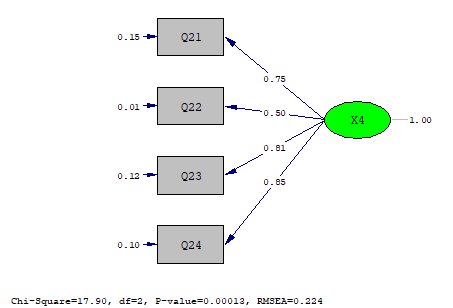 0.15 Q21
0.75
0.01 Q22
0.50
X4 1.00
0.81
0.12 Q23
0.85
0.10 Q24
Chi-Square=17.90, df=2, P-value=0.00013, RMSEA=0.224